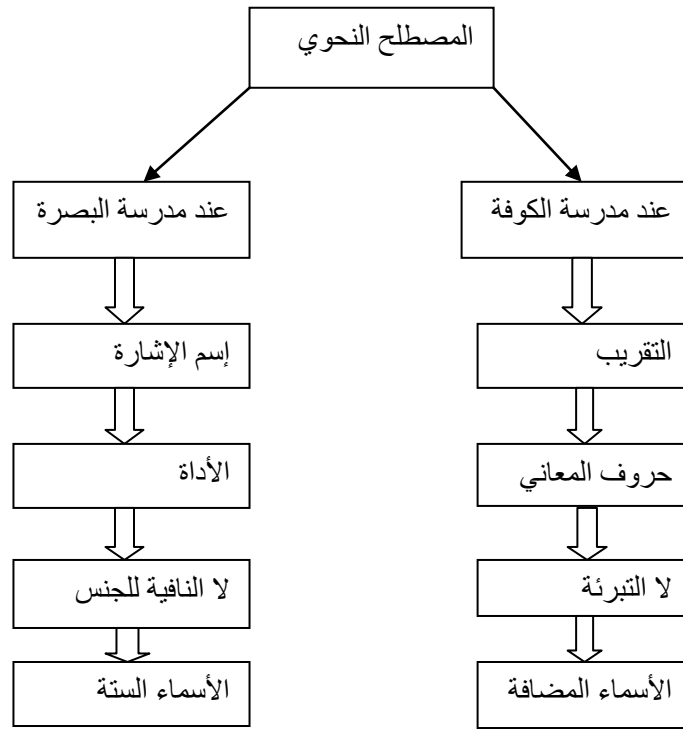 المصطلح النحوي
عند مدرسة الكوفة
عند مدرسة البصرة
التقريب
إسم الإشارة
حروف المعاني
الأداة
لا التبرئة
لا النافية للجنس
الأسماء المضافة
الأسماء الستة